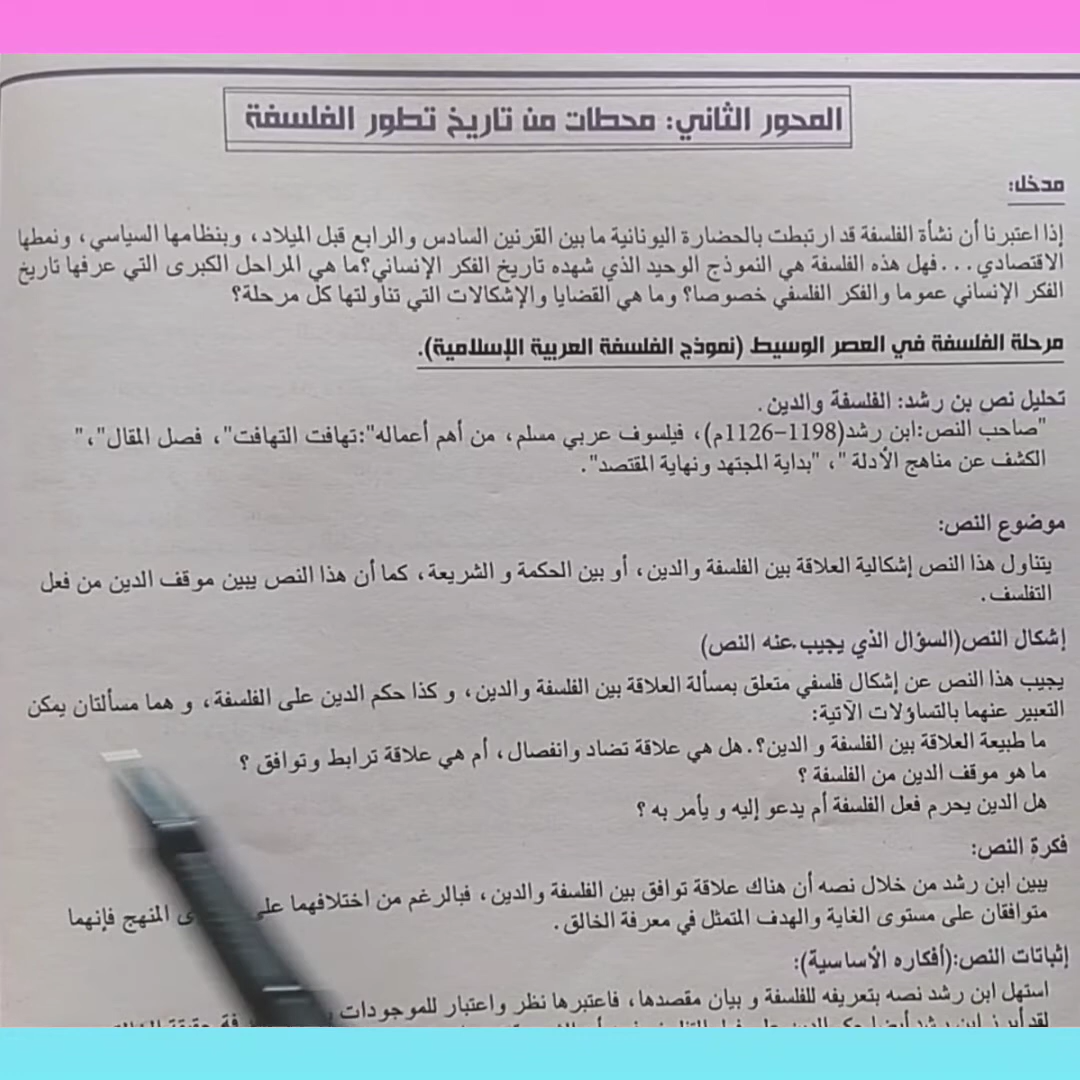 المحور الثاني: محطات من تاريخ تطور الفلسفة
مدخل:
إذا اعتبرنا أن نشأة الفلسفة قد ارتبطت بالحضارة اليونانية ما بين القرنين السادس والرابع قبل الميلاد، وبنظامها السياسي، ونمطها
الاقتصادي...فهل هذه الفلسفة هي النموذج الوحيد الذي شهده تاريخ الفكر الإنساني؟ما هي المراحل الكبرى التي عرفها تاريخ
الفكر الإنساني عموما والفكر الفلسفي خصوصا؟ وما هي القضايا والإشكالات التي تناولتها كل مرحلة؟
مرحلة الفلسفة في العصر الوسيط (نموذج الفلسفة العربية الإسلامية).
تحليل نص بن رشد: الفلسفة والدين.
"صاحب النص:ابن رشد(1198-1126م)، فيلسوف عربي مسلم، من أهم أعماله":تهافت التهافت"، فصل المقال"،"
الكشف عن مناهج الأدلة "، "بداية المجتهد ونهاية المقتصد".
موضوع النص:
يتناول هذا النص إشكالية العلاقة بين الفلسفة والدين، أو بين الحكمة و الشريعة، كما أن هذا النص يبين موقف الدين من فعل
التفلسف.
إشكال النص(السؤال الذي يجيب عنه النص)
يجيب هذا النص عن إشكال فلسفي متعلق بمسألة العلاقة بين الفلسفة والدين، و كذا حكم الدين على الفلسفة، و هما مسألتان يمكن
التعبير عنهما بالتساؤلات الآتية:
ما طبيعة العلاقة بين الفلسفة و الدين؟. هل هي علاقة تضاد وانفصال، أم هي علاقة ترابط وتوافق ؟
ما هو موقف الدين من الفلسفة ؟
هل الدين يحرم فعل الفلسفة أم يدعو إليه و يأمر به ؟
فكرة النص:
يبين ابن رشد من خلال نصه أن هناك علاقة توافق بين الفلسفة والدين، فبالرغم من اختلافهما المنهج فإنهما
متوافقان على مستوى الغاية والهدف المتمثل في معرفة الخالق.
إثباتات النص:(أفكاره الأساسية):
استهل ابن رشد نصه بتعريفه للفلسفة و بيان مقصدها، فاعتبرها نظر واعتبار للموجودات